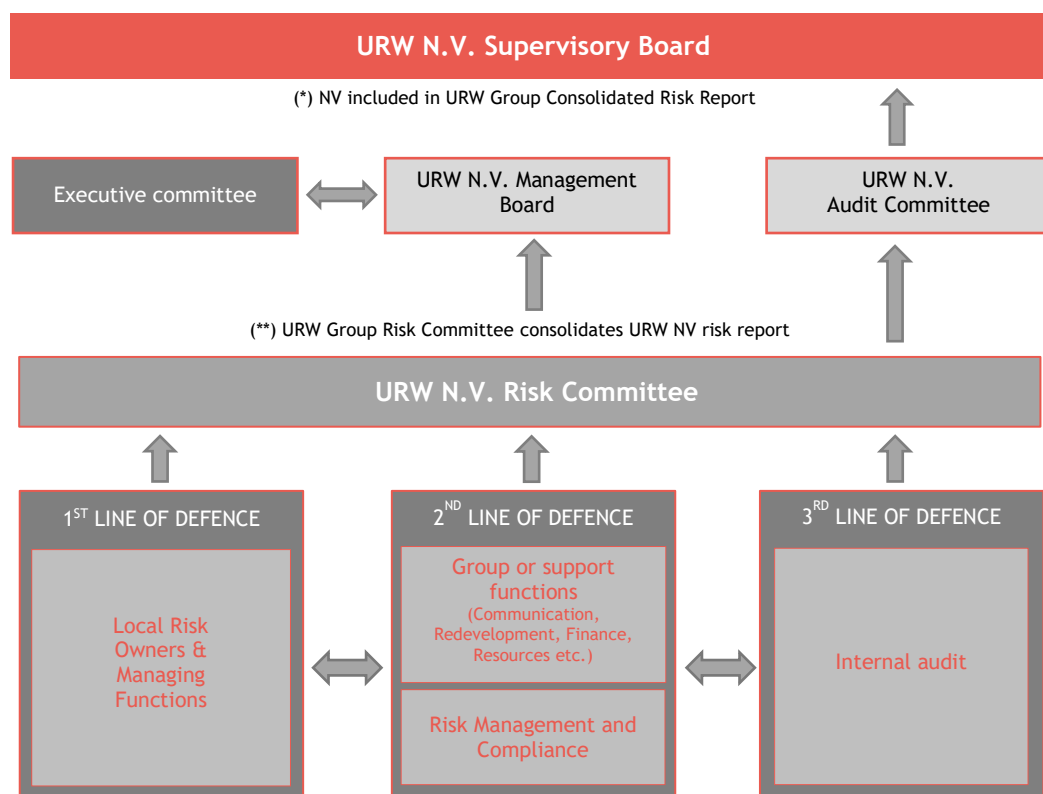 URW N.V. Supervisory Board
(*) NV included in URW Group Consolidated Risk Report
Executive committee
URW N.V. Management
Board
URW N.V.
Audit Committee
(**) URW Group Risk Committee consolidates URW NV risk report
URW N.V. Risk Committee
1ST LINE OF DEFENCE
Local Risk
Owners &
Managing
Functions
2ND LINE OF DEFENCE
Group or support
functions
(Communication,
Redevelopment, Finance,
Resources etc.)
Risk Management and
Compliance
3RD LINE OF DEFENCE
Internal audit